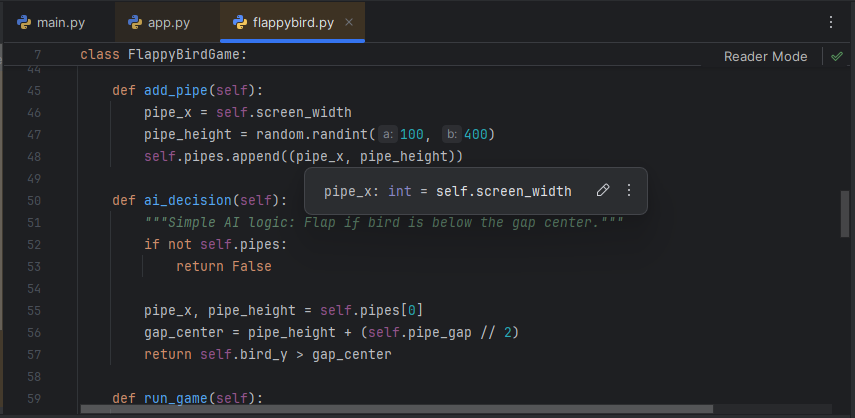 main.py app.py flappybird.py
7 class FlappyBirdGame: Reader Mode
44
45 def add_pipe(self):
46 pipe_x = self.screen_width
47 pipe_height = random.randint(a: 100, b: 400)
48 self.pipes.append((pipe_x, pipe_height))
49
pipe_x: int = self.screen_width
50 def ai_decision(self):
51 """Simple AI logic: Flap if bird is below the gap center."""
52 if not self.pipes:
53 return False
54
55 pipe_x, pipe_height = self.pipes[0]
56 gap_center = pipe_height + (self.pipe_gap // 2)
57 return self.bird_y > gap_center
58
59 def run_game(self):